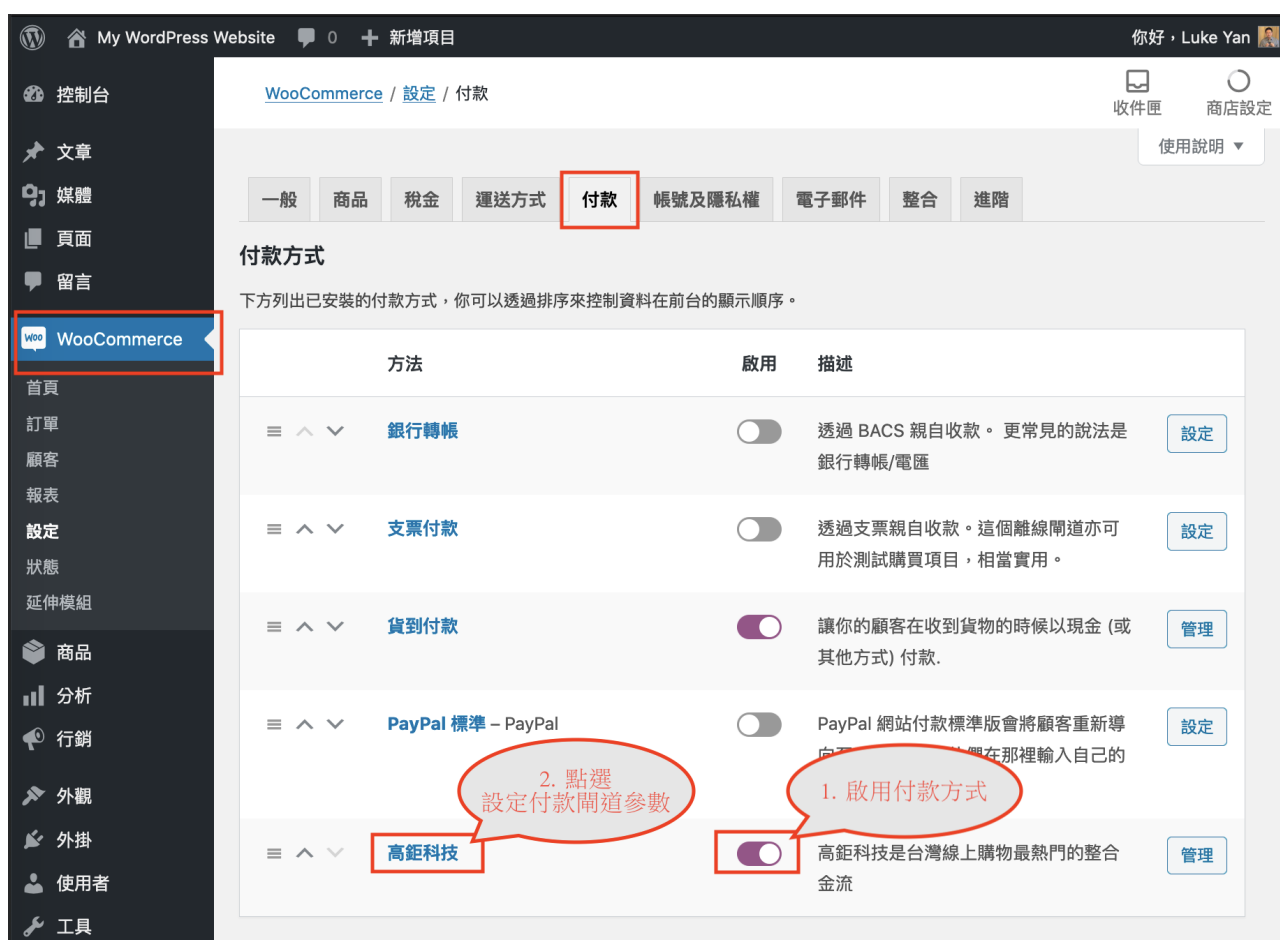 My WordPress Website 0 新增項目 你好，Luke Yan
控制台
文章
媒體
頁面
留言
WooCommerce
首頁
訂單
顧客
報表
設定
狀態
延伸模組
商品
分析
行銷
外觀
外掛
使用者
工具
WooCommerce / 設定 / 付款
收件匣 商店設定
使用說明
一般 商品 稅金 運送方式 付款 帳號及隱私權 電子郵件 整合 進階
付款方式
下方列出已安裝的付款方式，你可以透過排序來控制資料在前台的顯示順序。
方法 啟用 描述
銀行轉帳 透過 BACS 親自收款。 更常見的說法是 設定
銀行轉帳/電匯
支票付款 透過支票親自收款。這個離線閘道亦可 設定
用於測試購買項目，相當實用。
貨到付款 讓你的顧客在收到貨物的時候以現金 (或 管理
其他方式) 付款.
PayPal 標準 – PayPal PayPal 網站付款標準版會將顧客重新導 設定
在那裡輸入自己的
2. 點選
設定付款閘道參數
1. 啟用付款方式
高鉅科技 高鉅科技是台灣線上購物最熱門的整合 管理
金流